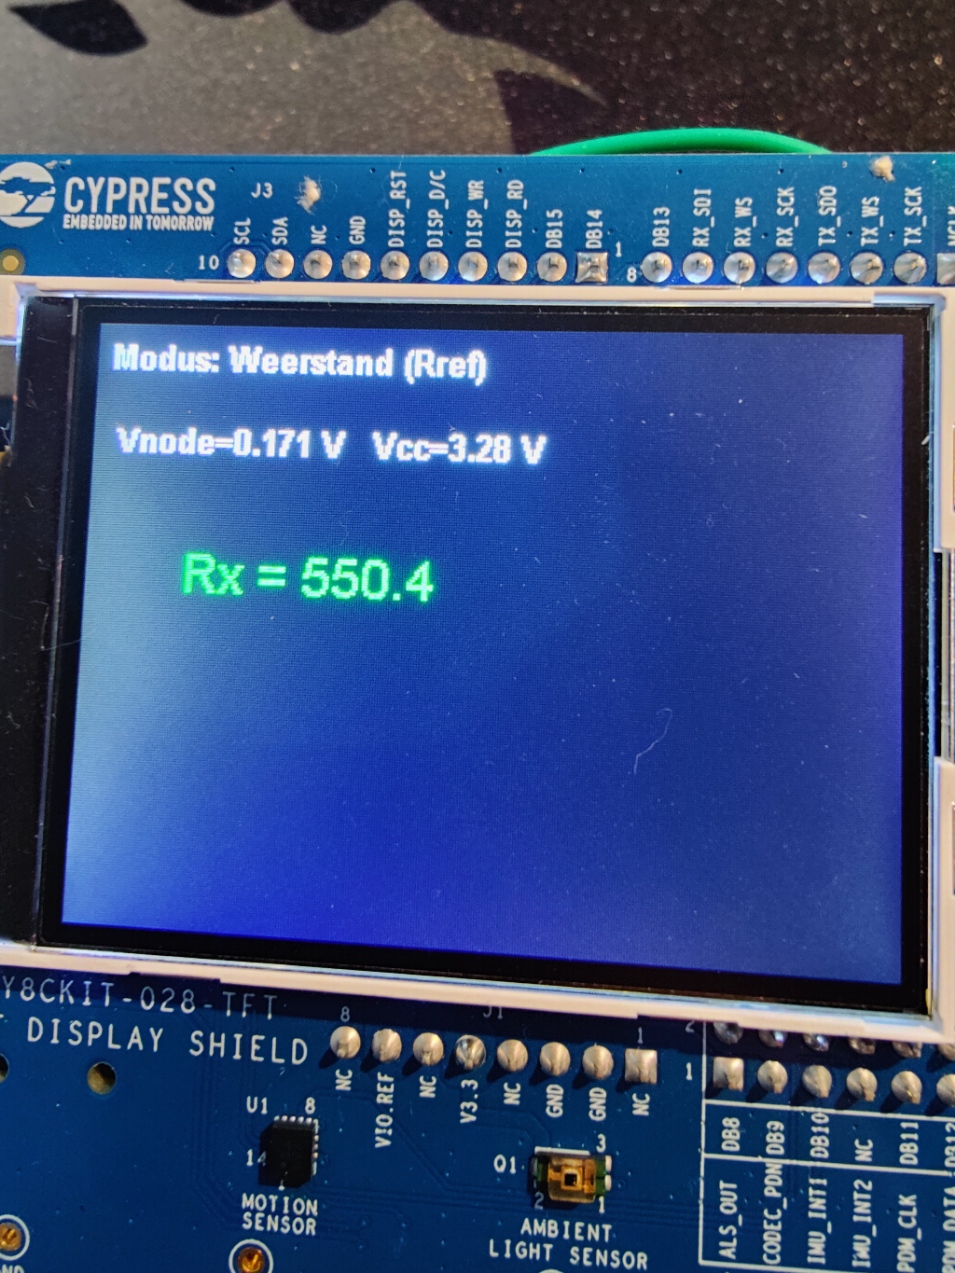 CYPRESS
EMBEDDED IN TOMORROW
J3
SCL
SDA
NC
GND
DISP_RST
DISP_D/C
DISP_WR
DISP_RD
DB15
DB14
DB13
RX_SDI
RX_WS
RX_SCK
TX_SDO
TX_WS
TX_SCK
10
1
8
Modus: Weerstand (Rref)
Vnode=0.171 V Vcc=3.28 V
Rx = 550.4
Y8CKIT-028-TFT
DISPLAY SHIELD
8
J1
1
NC
VIO.REF
NC
V3.3
NC
GND
GND
NC
2
1
DB8
DB9
DB10
NC
DB11
DB12
ALS_OUT
CODEC_PDN
IMU_INT1
IMU_INT2
PDM_CLK
PDM_DATA
U1
8
14
1
MOTION
SENSOR
Q1
3
2
1
AMBIENT
LIGHT SENSOR